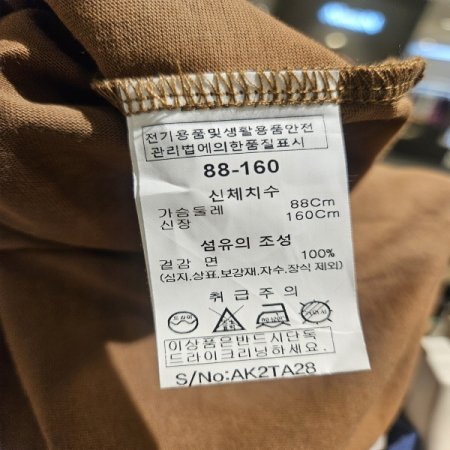 전기용품및생활용품안전
관리법에의한품질표시
88-160
신체치수
가슴둘레 88Cm
신장 160Cm
섬유의 조성
겉감 면 100%
(심지.상표.보강재.자수.장식 제외)
취급주의
드라이
이상품은반드시단독
드라이크리닝하세요.
S/No:AK2TA28